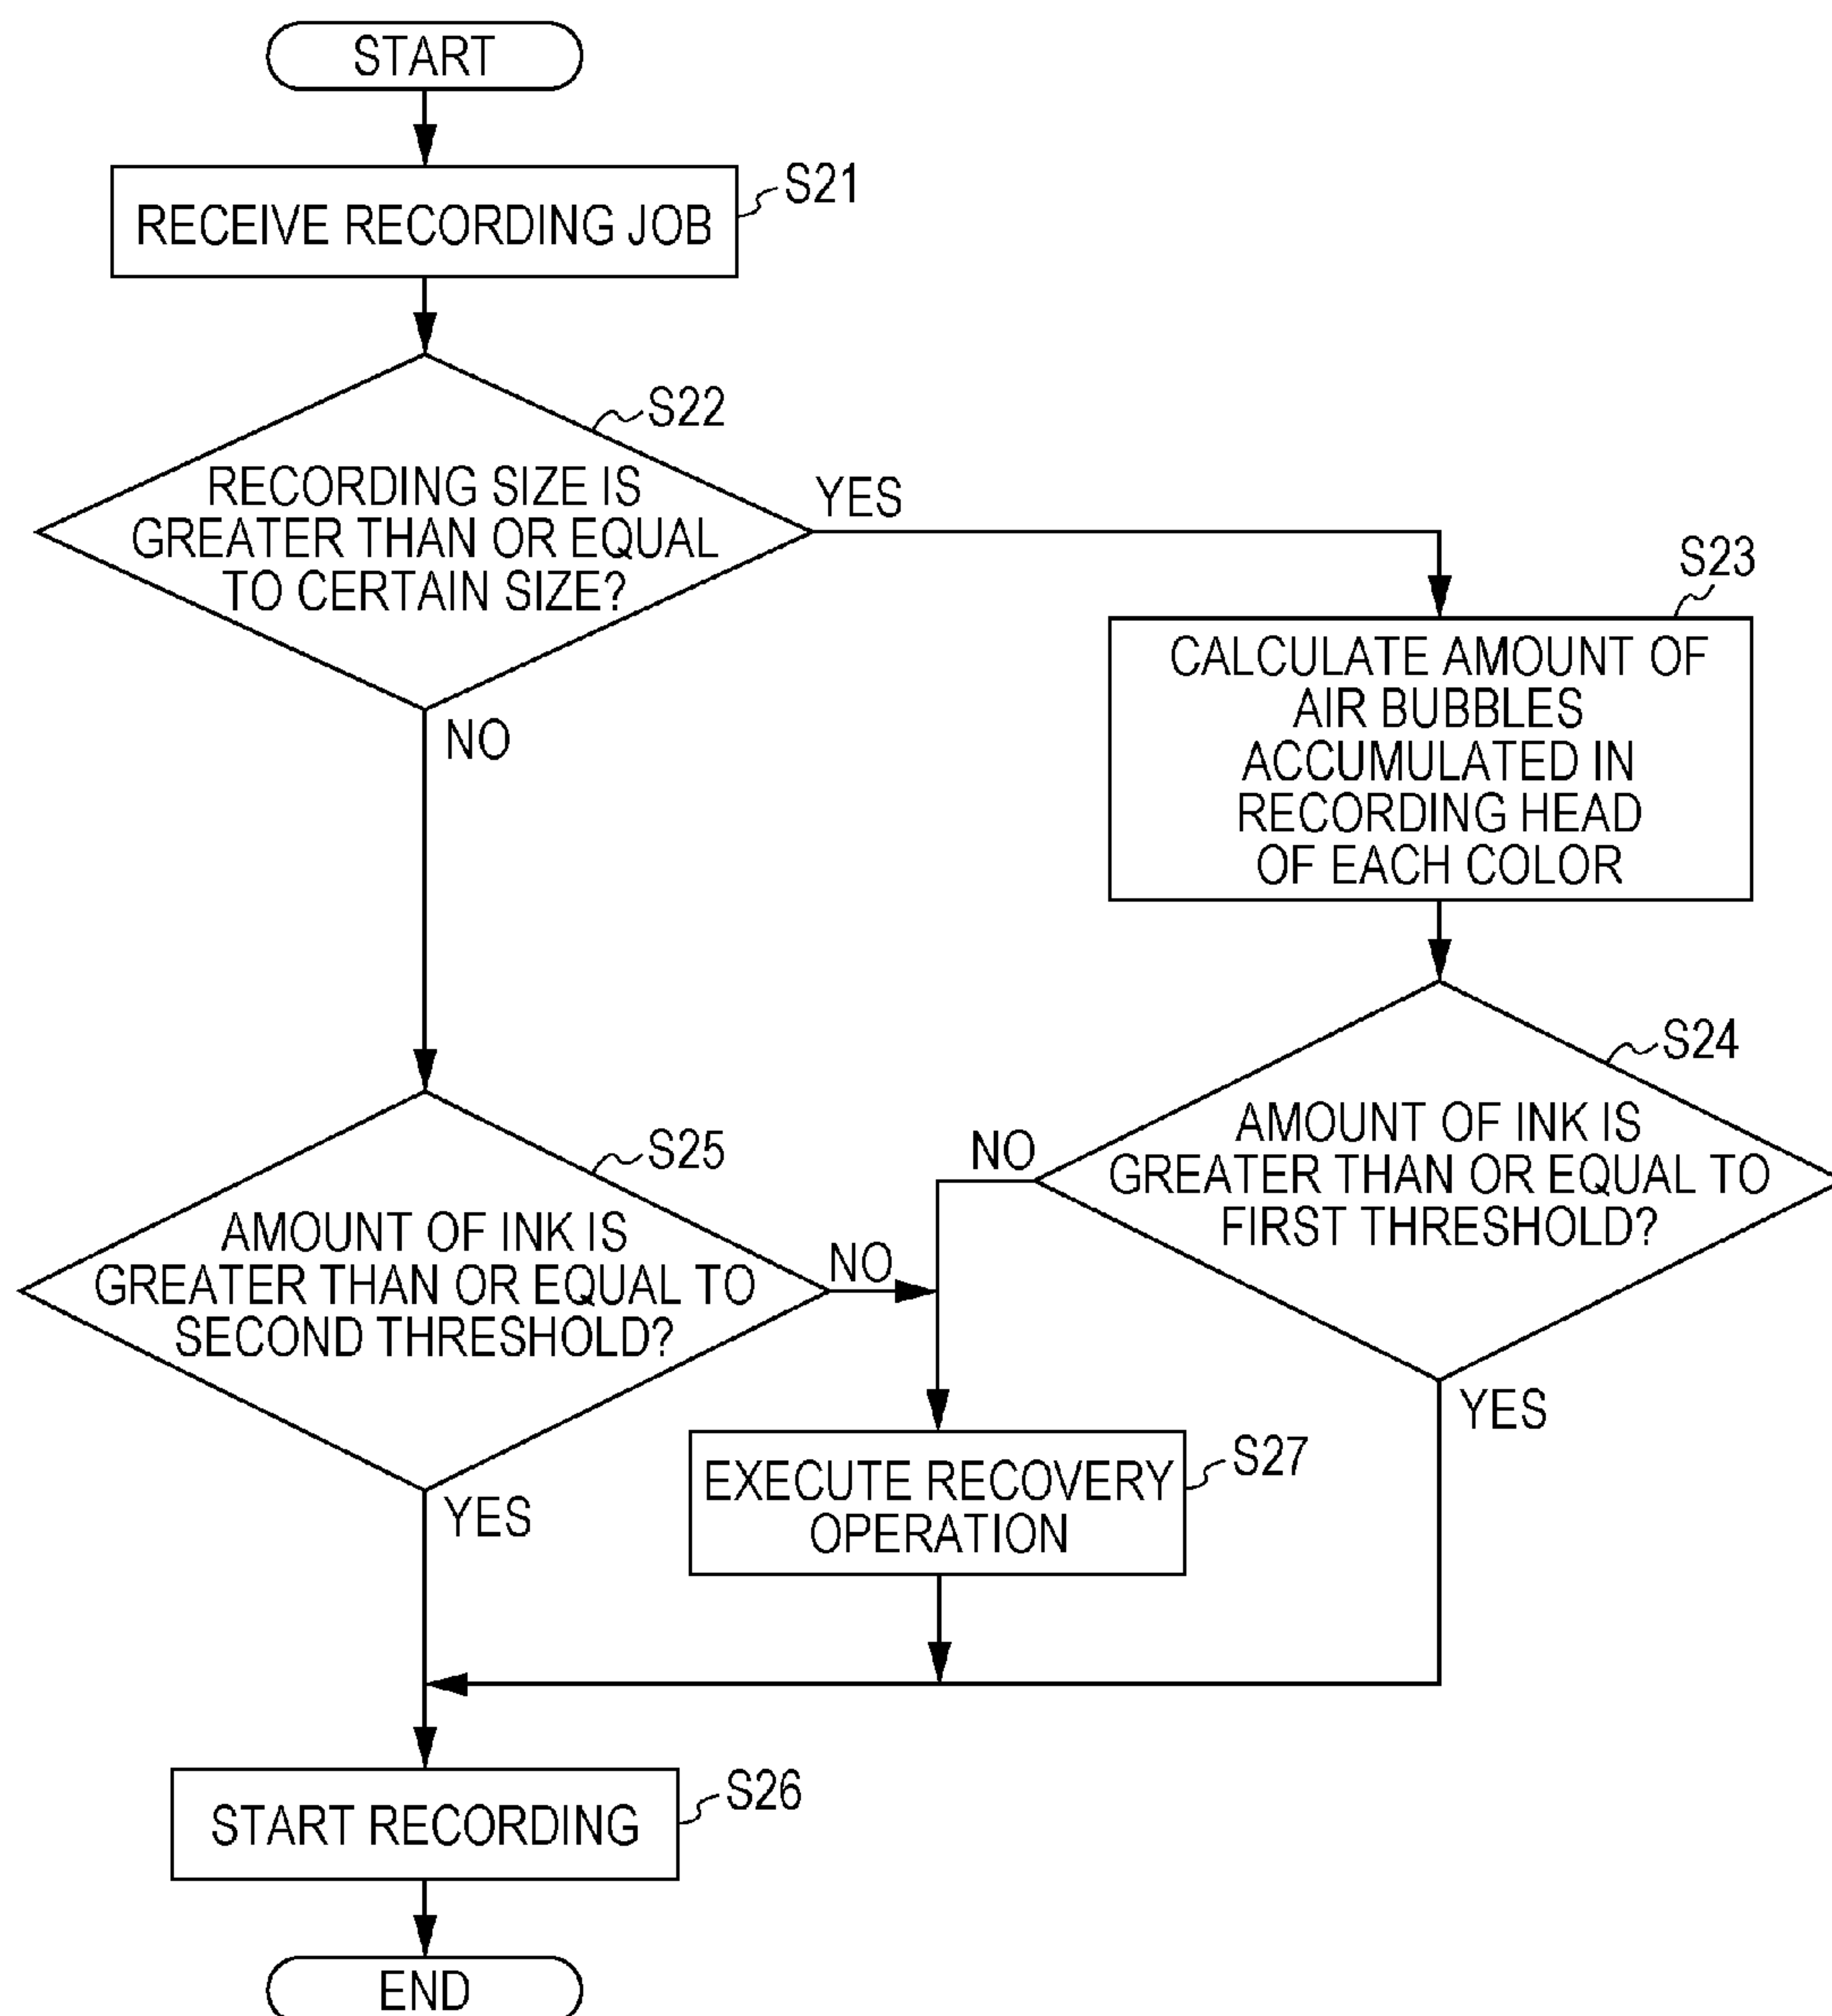 START
RECEIVE RECORDING JOB
S21
S22
RECORDING SIZE IS
GREATER THAN OR EQUAL
TO CERTAIN SIZE?
YES
NO
S23
CALCULATE AMOUNT OF
AIR BUBBLES
ACCUMULATED IN
RECORDING HEAD
OF EACH COLOR
S24
AMOUNT OF INK IS
GREATER THAN OR EQUAL TO
FIRST THRESHOLD?
NO
YES
S25
AMOUNT OF INK IS
GREATER THAN OR EQUAL TO
SECOND THRESHOLD?
NO
YES
S27
EXECUTE RECOVERY
OPERATION
S26
START RECORDING
END